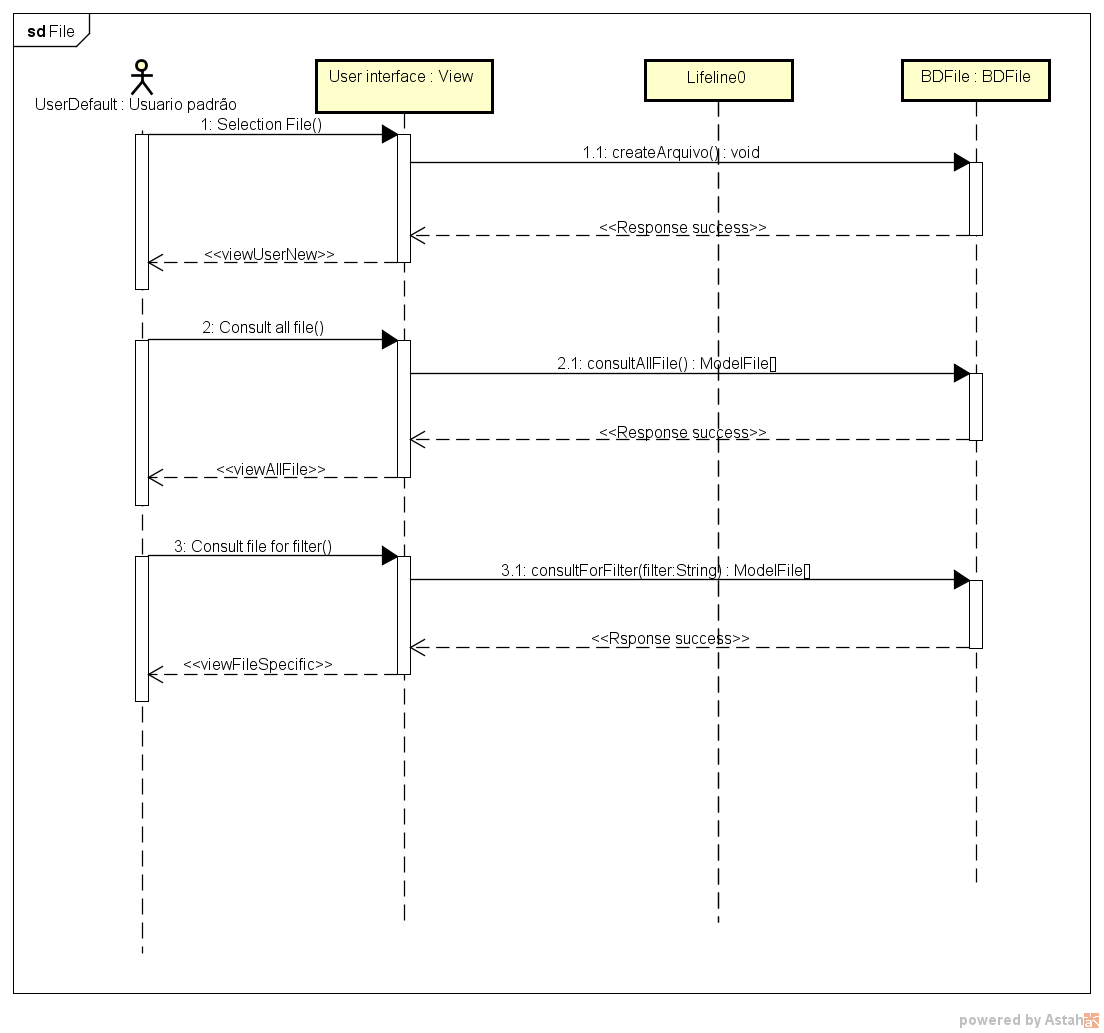 sd File
UserDefault : Usuario padrão
User interface : View
Lifeline0
BDFile : BDFile
1: Selection File()
1.1: createArquivo() : void
<<Response success>>
<<viewUserNew>>
2: Consult all file()
2.1: consultAllFile() : ModelFile[]
<<Response success>>
<<viewAllFile>>
3: Consult file for filter()
3.1: consultForFilter(filter:String) : ModelFile[]
<<Rsponse success>>
<<viewFileSpecific>>
powered by Astah